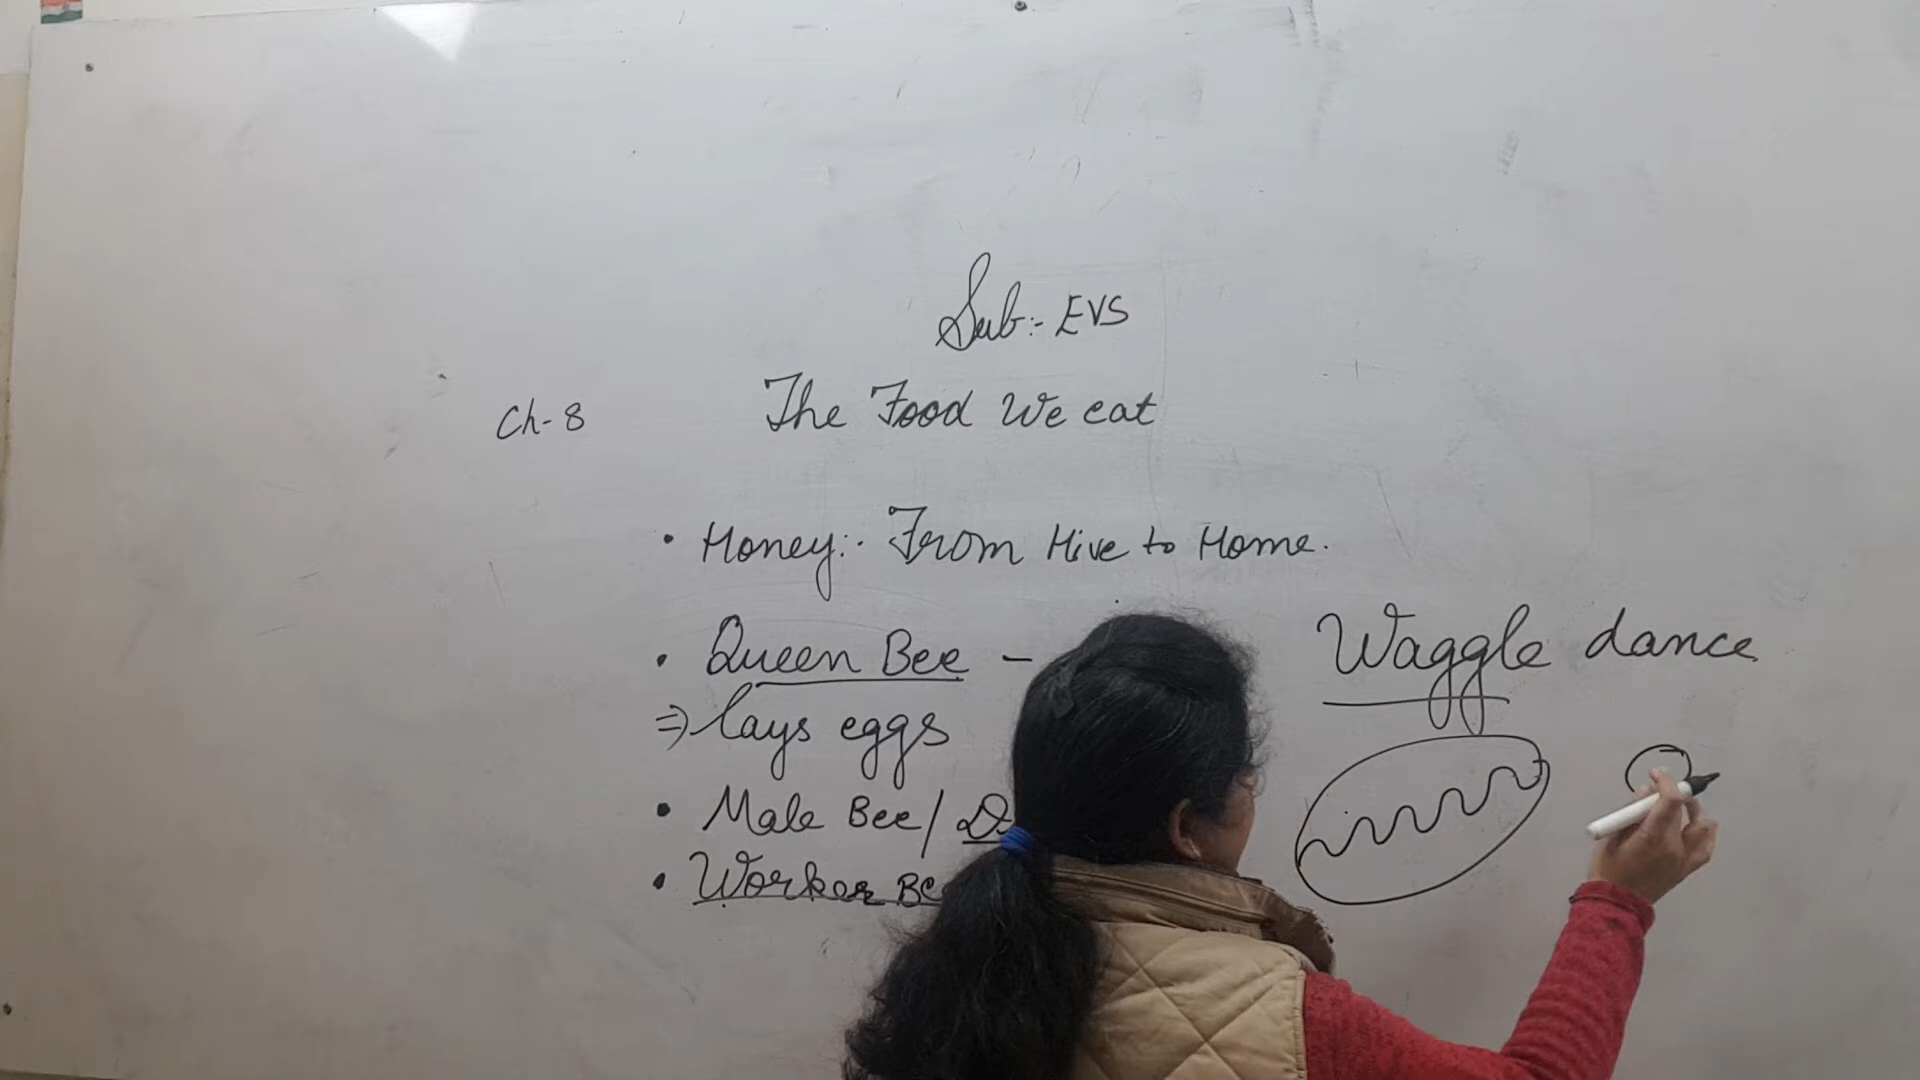 Sub:- EVS
Ch-8 The Food We eat
• Honey:- From Hive to Home.
• Queen Bee -
⇒ lays eggs
• Male Bee/
• Worker
Waggle dance